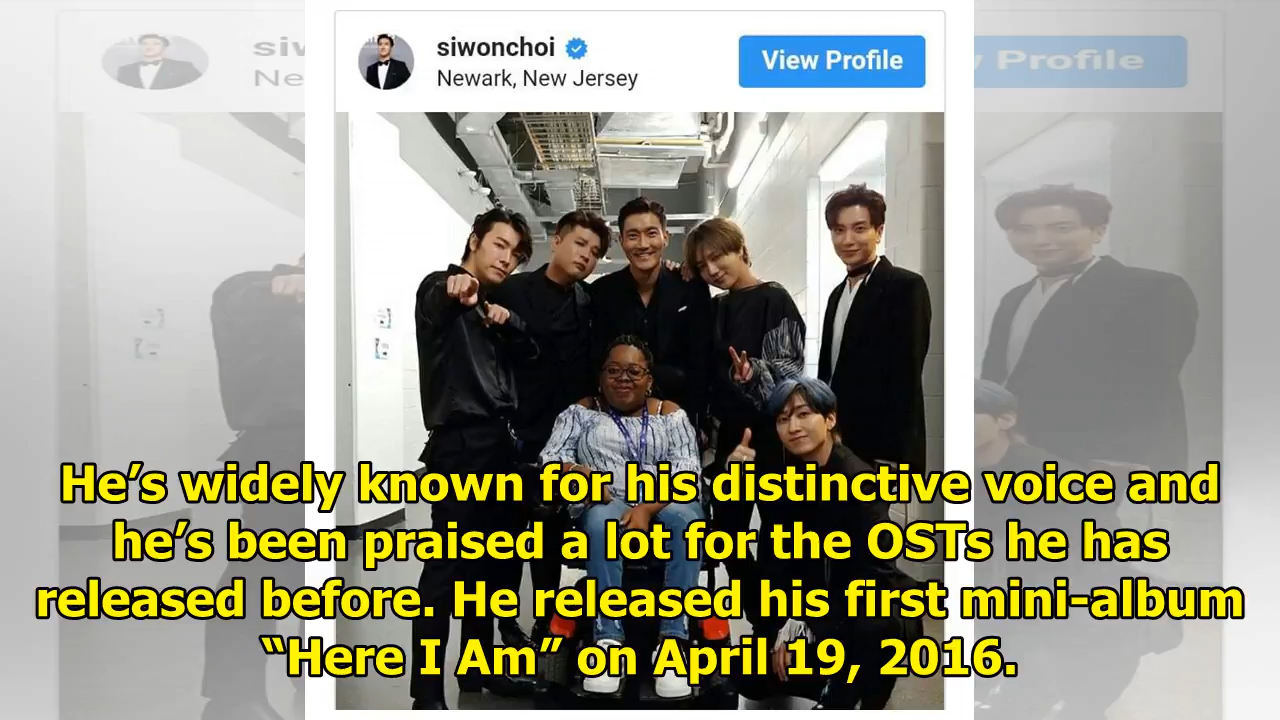 siwonchoi
View Profile
Newark, New Jersey
He’s widely known for his distinctive voice and
he’s been praised a lot for the OSTs he has
released before. He released his first mini-album
“Here I Am” on April 19, 2016.